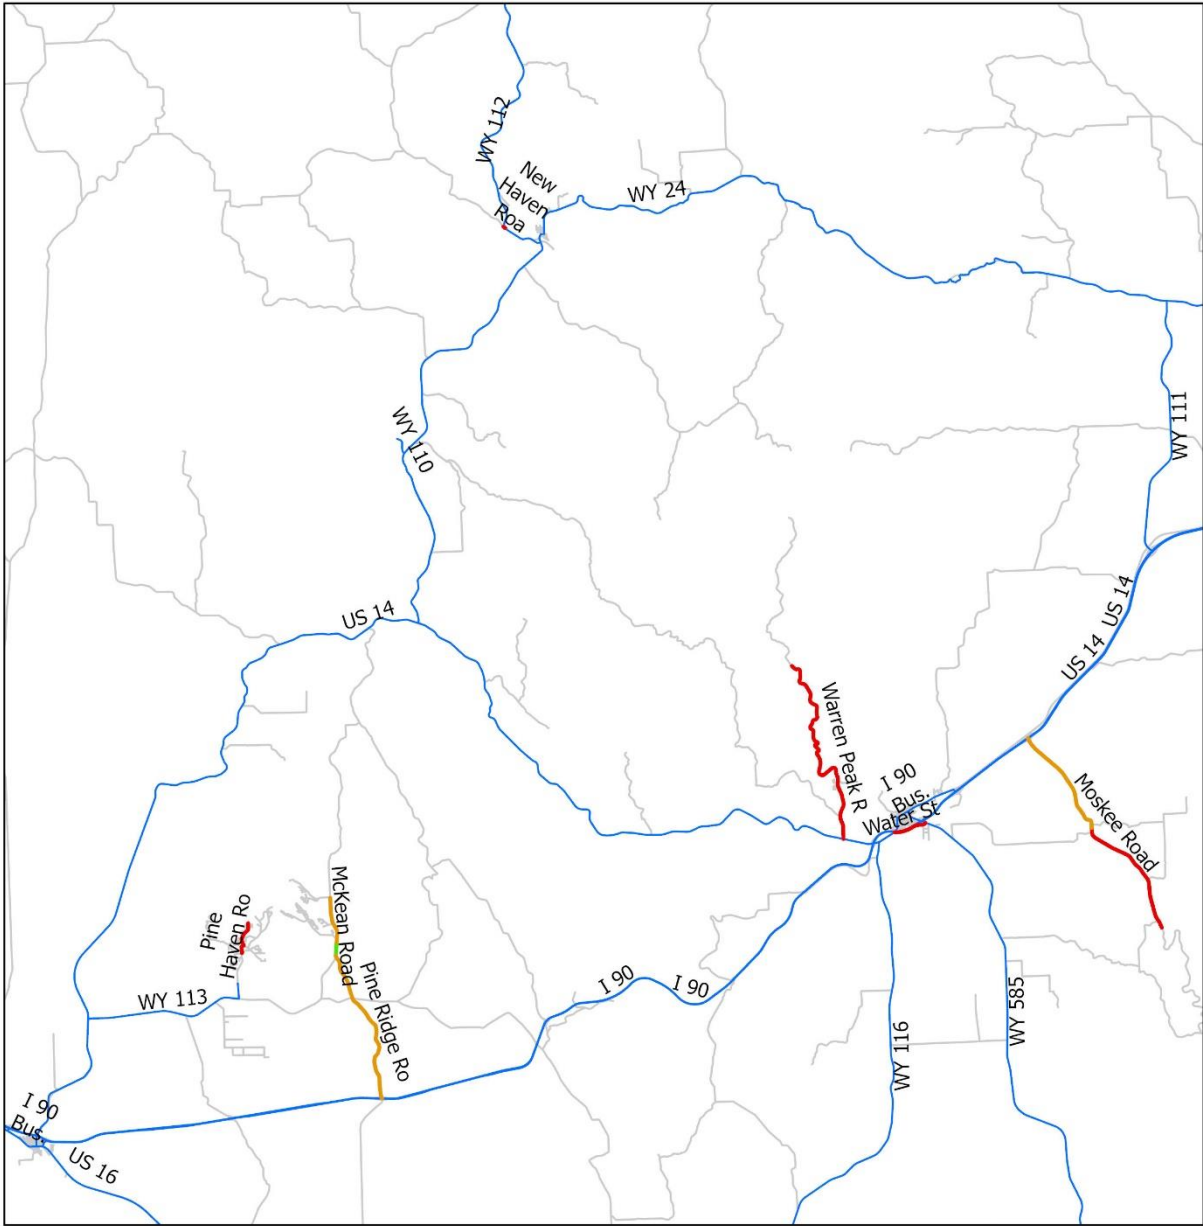 WY 112
New
Haven
Roa
WY 24
WY 110
WY 111
US 14
US 14
US 14
Warren Peak R
I 90
Bus.
Water St
Moskee Road
Pine
Haven Ro
McKean Road
Pine Ridge Ro
WY 113
I 90
I 90
WY 116
WY 585
I 90
Bus.
US 16